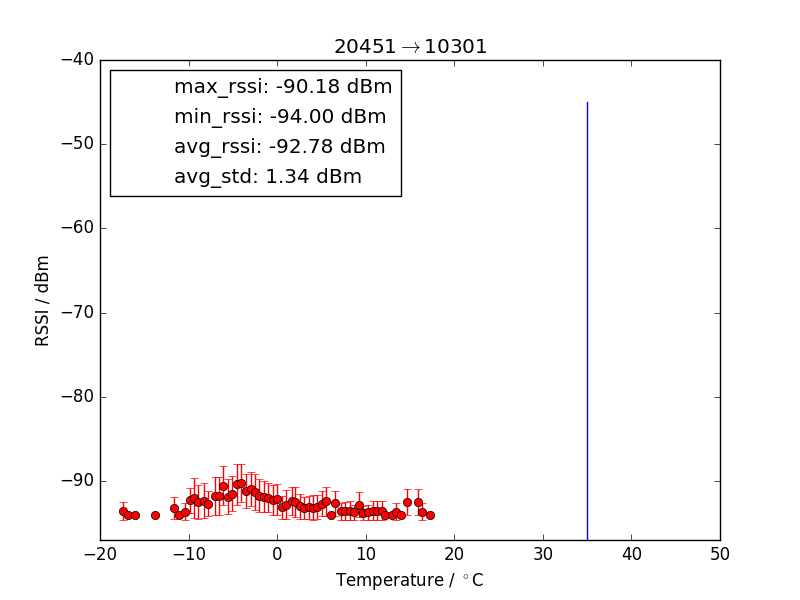 20451→10301
max_rssi: -90.18 dBm
min_rssi: -94.00 dBm
avg_rssi: -92.78 dBm
avg_std: 1.34 dBm
RSSI / dBm
−40
−50
−60
−70
−80
−90
−20 −10 0 10 20 30 40 50
Temperature / °C